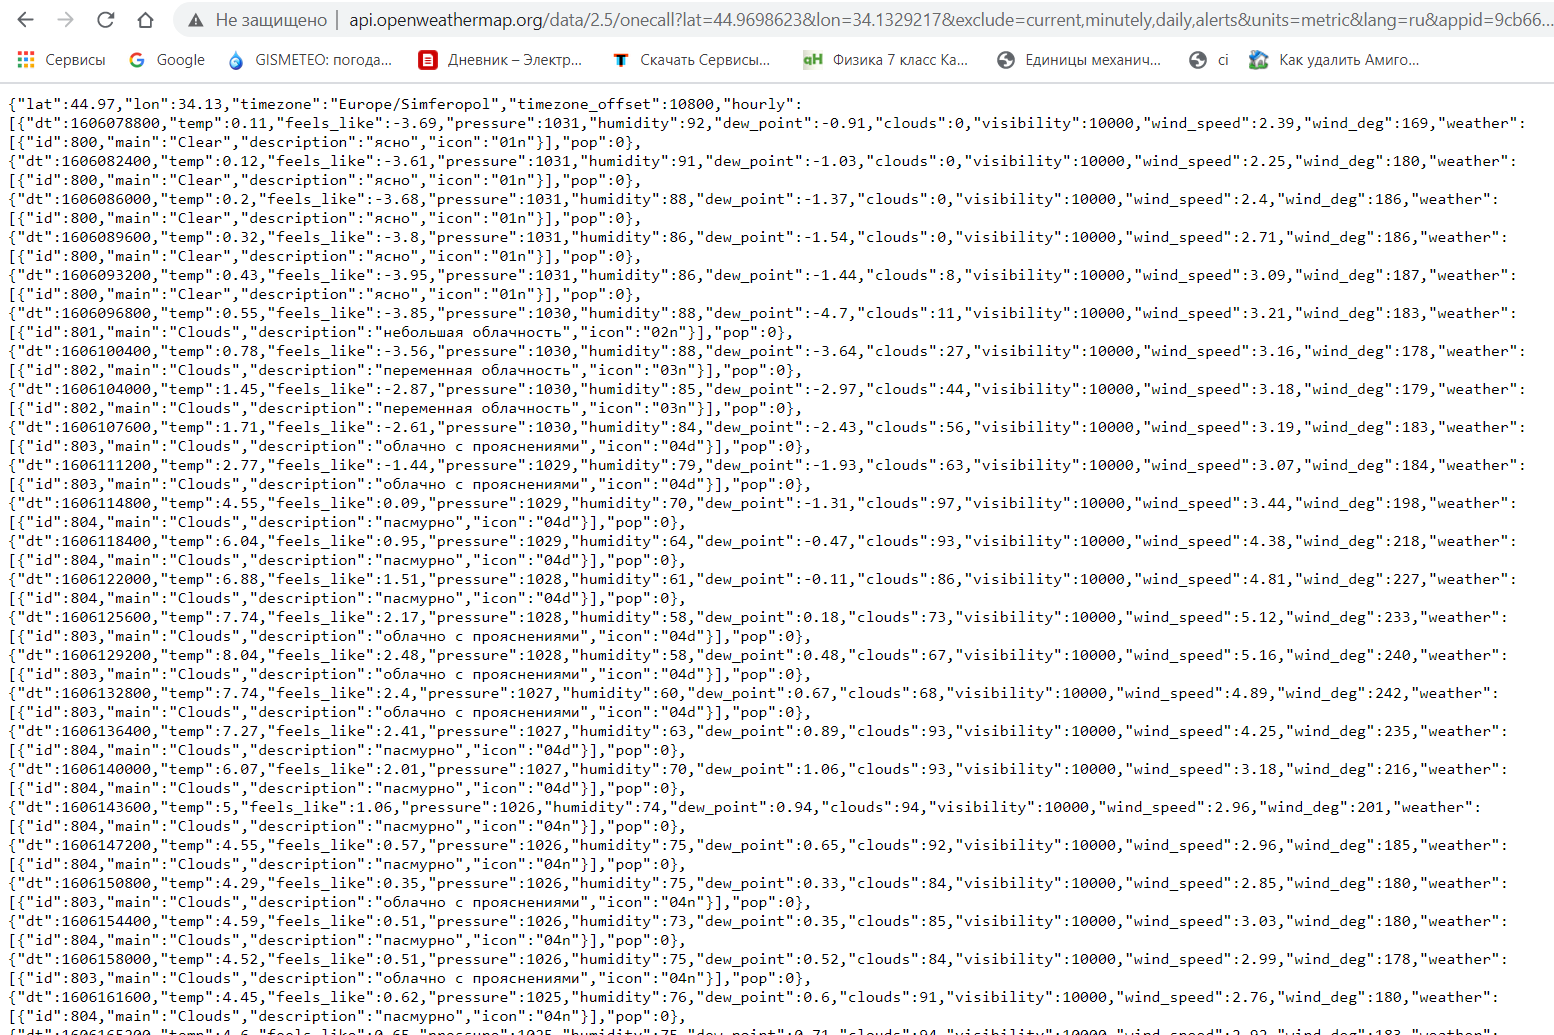 Не защищено | api.openweathermap.org/data/2.5/onecall?lat=44.9698623&lon=34.1329217&exclude=current,minutely,daily,alerts&units=metric&lang=ru&appid=9cb66...
Сервисы Google GISMETEO: погода... Дневник – Электр... Скачать Сервисы... Физика 7 класс Ка... Единицы механич... ci Как удалить Амиго...
{"lat":44.97,"lon":34.13,"timezone":"Europe/Simferopol","timezone_offset":10800,"hourly":
[{"dt":1606078800,"temp":0.11,"feels_like":-3.69,"pressure":1031,"humidity":92,"dew_point":-0.91,"clouds":0,"visibility":10000,"wind_speed":2.39,"wind_deg":169,"weather":
[{"id":800,"main":"Clear","description":"ясно","icon":"01n"}],"pop":0},
{"dt":1606082400,"temp":0.12,"feels_like":-3.61,"pressure":1031,"humidity":91,"dew_point":-1.03,"clouds":0,"visibility":10000,"wind_speed":2.25,"wind_deg":180,"weather":
[{"id":800,"main":"Clear","description":"ясно","icon":"01n"}],"pop":0},
{"dt":1606086000,"temp":0.2,"feels_like":-3.68,"pressure":1031,"humidity":88,"dew_point":-1.37,"clouds":0,"visibility":10000,"wind_speed":2.4,"wind_deg":186,"weather":
[{"id":800,"main":"Clear","description":"ясно","icon":"01n"}],"pop":0},
{"dt":1606089600,"temp":0.32,"feels_like":-3.8,"pressure":1031,"humidity":86,"dew_point":-1.54,"clouds":0,"visibility":10000,"wind_speed":2.71,"wind_deg":186,"weather":
[{"id":800,"main":"Clear","description":"ясно","icon":"01n"}],"pop":0},
{"dt":1606093200,"temp":0.43,"feels_like":-3.95,"pressure":1031,"humidity":86,"dew_point":-1.44,"clouds":8,"visibility":10000,"wind_speed":3.09,"wind_deg":187,"weather":
[{"id":800,"main":"Clear","description":"ясно","icon":"01n"}],"pop":0},
{"dt":1606096800,"temp":0.55,"feels_like":-3.85,"pressure":1030,"humidity":88,"dew_point":-4.7,"clouds":11,"visibility":10000,"wind_speed":3.21,"wind_deg":183,"weather":
[{"id":801,"main":"Clouds","description":"небольшая облачность","icon":"02n"}],"pop":0},
{"dt":1606100400,"temp":0.78,"feels_like":-3.56,"pressure":1030,"humidity":88,"dew_point":-3.64,"clouds":27,"visibility":10000,"wind_speed":3.16,"wind_deg":178,"weather":
[{"id":802,"main":"Clouds","description":"переменная облачность","icon":"03n"}],"pop":0},
{"dt":1606104000,"temp":1.45,"feels_like":-2.87,"pressure":1030,"humidity":85,"dew_point":-2.97,"clouds":44,"visibility":10000,"wind_speed":3.18,"wind_deg":179,"weather":
[{"id":802,"main":"Clouds","description":"переменная облачность","icon":"03n"}],"pop":0},
{"dt":1606107600,"temp":1.71,"feels_like":-2.61,"pressure":1030,"humidity":84,"dew_point":-2.43,"clouds":56,"visibility":10000,"wind_speed":3.19,"wind_deg":183,"weather":
[{"id":803,"main":"Clouds","description":"облачно с прояснениями","icon":"04d"}],"pop":0},
{"dt":1606111200,"temp":2.77,"feels_like":-1.44,"pressure":1029,"humidity":79,"dew_point":-1.93,"clouds":63,"visibility":10000,"wind_speed":3.07,"wind_deg":184,"weather":
[{"id":803,"main":"Clouds","description":"облачно с прояснениями","icon":"04d"}],"pop":0},
{"dt":1606114800,"temp":4.55,"feels_like":0.09,"pressure":1029,"humidity":70,"dew_point":-1.31,"clouds":97,"visibility":10000,"wind_speed":3.44,"wind_deg":198,"weather":
[{"id":804,"main":"Clouds","description":"пасмурно","icon":"04d"}],"pop":0},
{"dt":1606118400,"temp":6.04,"feels_like":0.95,"pressure":1029,"humidity":64,"dew_point":-0.47,"clouds":93,"visibility":10000,"wind_speed":4.38,"wind_deg":218,"weather":
[{"id":804,"main":"Clouds","description":"пасмурно","icon":"04d"}],"pop":0},
{"dt":1606122000,"temp":6.88,"feels_like":1.51,"pressure":1028,"humidity":61,"dew_point":-0.11,"clouds":86,"visibility":10000,"wind_speed":4.81,"wind_deg":227,"weather":
[{"id":804,"main":"Clouds","description":"пасмурно","icon":"04d"}],"pop":0},
{"dt":1606125600,"temp":7.74,"feels_like":2.17,"pressure":1028,"humidity":58,"dew_point":0.18,"clouds":73,"visibility":10000,"wind_speed":5.12,"wind_deg":233,"weather":
[{"id":803,"main":"Clouds","description":"облачно с прояснениями","icon":"04d"}],"pop":0},
{"dt":1606129200,"temp":8.04,"feels_like":2.48,"pressure":1028,"humidity":58,"dew_point":0.48,"clouds":67,"visibility":10000,"wind_speed":5.16,"wind_deg":240,"weather":
[{"id":803,"main":"Clouds","description":"облачно с прояснениями","icon":"04d"}],"pop":0},
{"dt":1606132800,"temp":7.74,"feels_like":2.4,"pressure":1027,"humidity":60,"dew_point":0.67,"clouds":68,"visibility":10000,"wind_speed":4.89,"wind_deg":242,"weather":
[{"id":803,"main":"Clouds","description":"облачно с прояснениями","icon":"04d"}],"pop":0},
{"dt":1606136400,"temp":7.27,"feels_like":2.41,"pressure":1027,"humidity":63,"dew_point":0.89,"clouds":93,"visibility":10000,"wind_speed":4.25,"wind_deg":235,"weather":
[{"id":804,"main":"Clouds","description":"пасмурно","icon":"04d"}],"pop":0},
{"dt":1606140000,"temp":6.07,"feels_like":2.01,"pressure":1027,"humidity":70,"dew_point":1.06,"clouds":93,"visibility":10000,"wind_speed":3.18,"wind_deg":216,"weather":
[{"id":804,"main":"Clouds","description":"пасмурно","icon":"04d"}],"pop":0},
{"dt":1606143600,"temp":5,"feels_like":1.06,"pressure":1026,"humidity":74,"dew_point":0.94,"clouds":94,"visibility":10000,"wind_speed":2.96,"wind_deg":201,"weather":
[{"id":804,"main":"Clouds","description":"пасмурно","icon":"04n"}],"pop":0},
{"dt":1606147200,"temp":4.55,"feels_like":0.57,"pressure":1026,"humidity":75,"dew_point":0.65,"clouds":92,"visibility":10000,"wind_speed":2.96,"wind_deg":185,"weather":
[{"id":804,"main":"Clouds","description":"пасмурно","icon":"04n"}],"pop":0},
{"dt":1606150800,"temp":4.29,"feels_like":0.35,"pressure":1026,"humidity":75,"dew_point":0.33,"clouds":84,"visibility":10000,"wind_speed":2.85,"wind_deg":180,"weather":
[{"id":803,"main":"Clouds","description":"облачно с прояснениями","icon":"04n"}],"pop":0},
{"dt":1606154400,"temp":4.59,"feels_like":0.51,"pressure":1026,"humidity":73,"dew_point":0.35,"clouds":85,"visibility":10000,"wind_speed":3.03,"wind_deg":180,"weather":
[{"id":804,"main":"Clouds","description":"пасмурно","icon":"04n"}],"pop":0},
{"dt":1606158000,"temp":4.52,"feels_like":0.51,"pressure":1026,"humidity":75,"dew_point":0.52,"clouds":84,"visibility":10000,"wind_speed":2.99,"wind_deg":178,"weather":
[{"id":803,"main":"Clouds","description":"облачно с прояснениями","icon":"04n"}],"pop":0},
{"dt":1606161600,"temp":4.45,"feels_like":0.62,"pressure":1025,"humidity":76,"dew_point":0.6,"clouds":91,"visibility":10000,"wind_speed":2.76,"wind_deg":180,"weather":
[{"id":804,"main":"Clouds","description":"пасмурно","icon":"04n"}],"pop":0},
{"dt":1606165200,"temp":4.6,"feels_like":0.65,"pressure":1025,"humidity":75,"dew_point":0.71,"clouds":94,"visibility":10000,"wind_speed":2.92,"wind_deg":183,"weather":